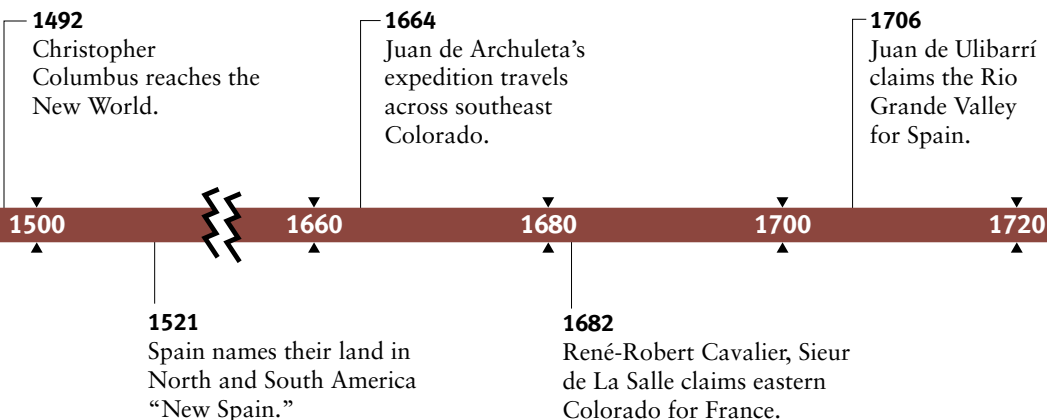 1492
Christopher
Columbus reaches the
New World.
1664
Juan de Archuleta’s
expedition travels
across southeast
Colorado.
1706
Juan de Ulibarrí
claims the Rio
Grande Valley
for Spain.
1500
1660
1680
1700
1720
1521
Spain names their land in
North and South America
“New Spain.”
1682
René-Robert Cavalier, Sieur
de La Salle claims eastern
Colorado for France.